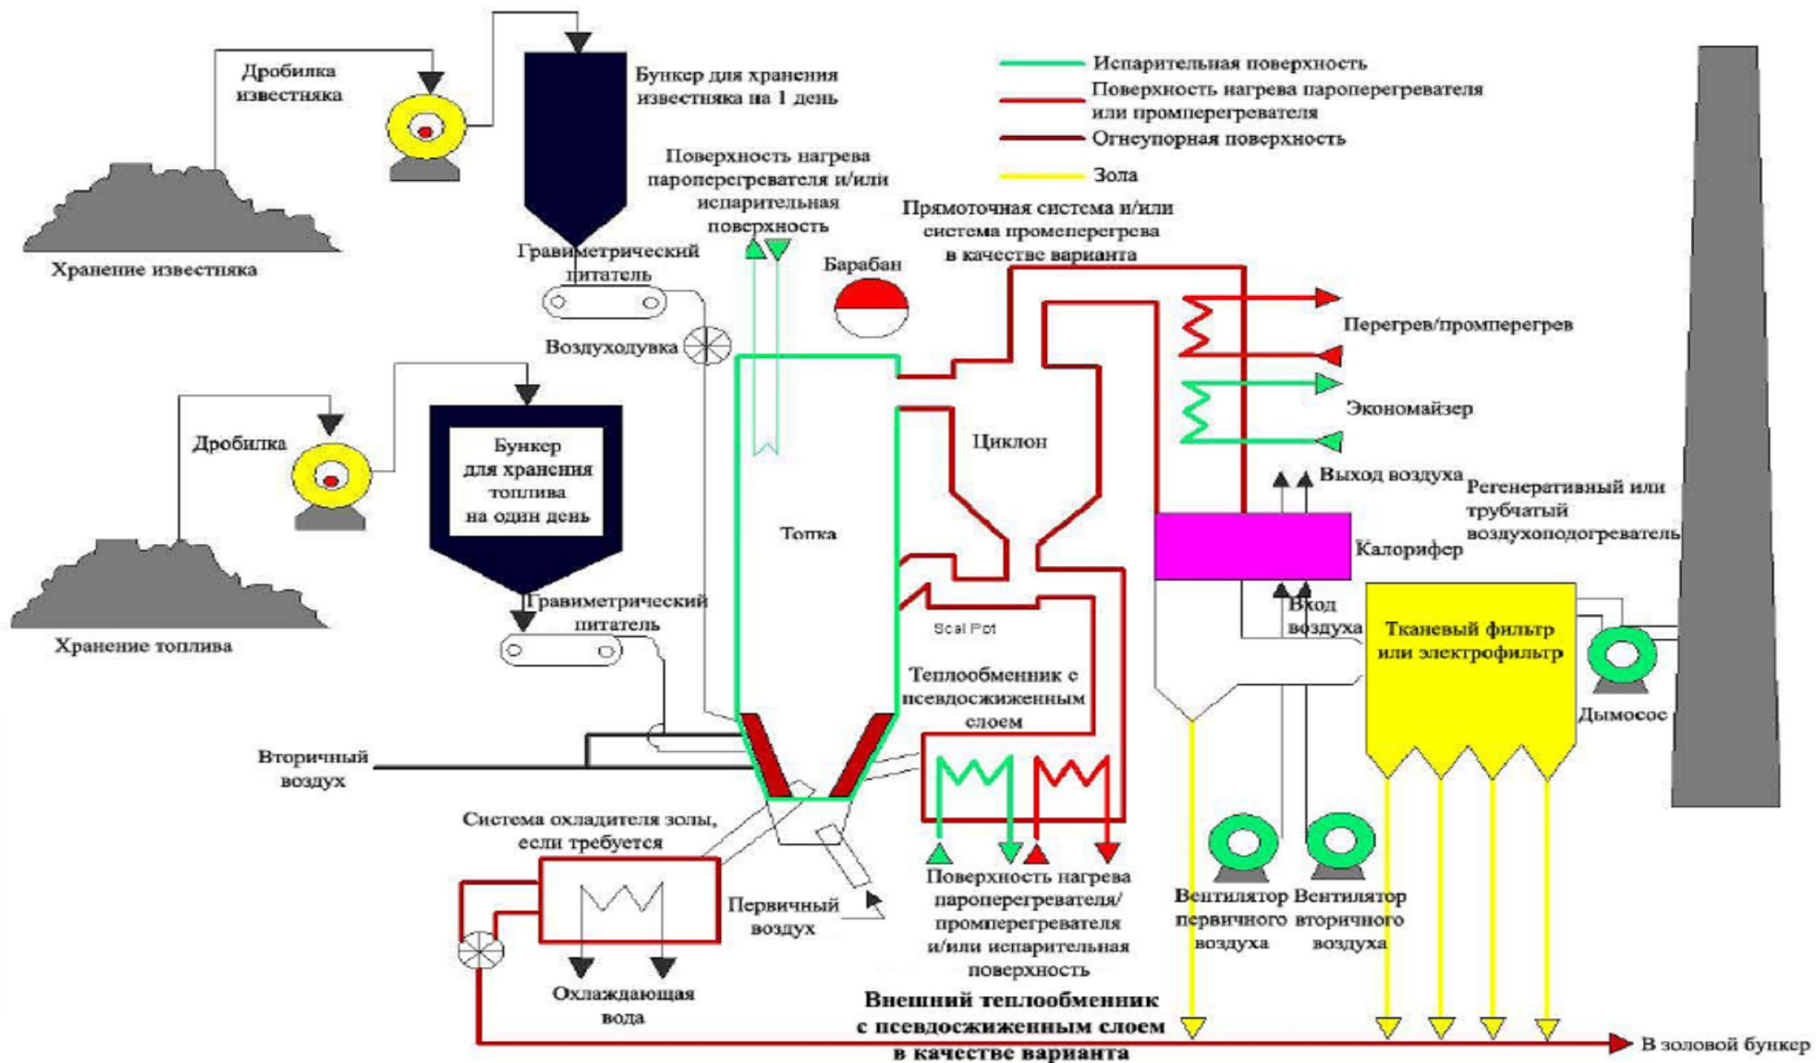 Дробилка
известняка
Бункер для хранения
известняка на 1 день
Хранение известняка
Гравиметрический
питатель
Воздуходувка
Поверхность нагрева
пароперегревателя и/или
испарительная
поверхность
Барабан
Испарительная поверхность
Поверхность нагрева пароперегревателя
или промперегревателя
Огнеупорная поверхность
Зола
Прямоточная система и/или
система промперегрева
в качестве варианта
Перегрев/промперегрев
Экономайзер
Дробилка
Бункер
для хранения
топлива
на один день
Хранение топлива
Гравиметрический
питатель
Топка
Циклон
Выход воздуха
Регенеративный или
трубчатый
воздухоподогреватель
Калорифер
Вход
воздуха
Тканевый фильтр
или электрофильтр
Дымосос
Scal Pot
Теплообменник с
псевдосжиженным
слоем
Вторичный
воздух
Система охладителя золы,
если требуется
Первичный
воздух
Охлаждающая
вода
Поверхность нагрева
пароперегревателя/
промперегревателя
и/или испарительная
поверхность
Вентилятор
первичного
воздуха
Вентилятор
вторичного
воздуха
Внешний теплообменник
с псевдосжиженным слоем
в качестве варианта
В золовой бункер